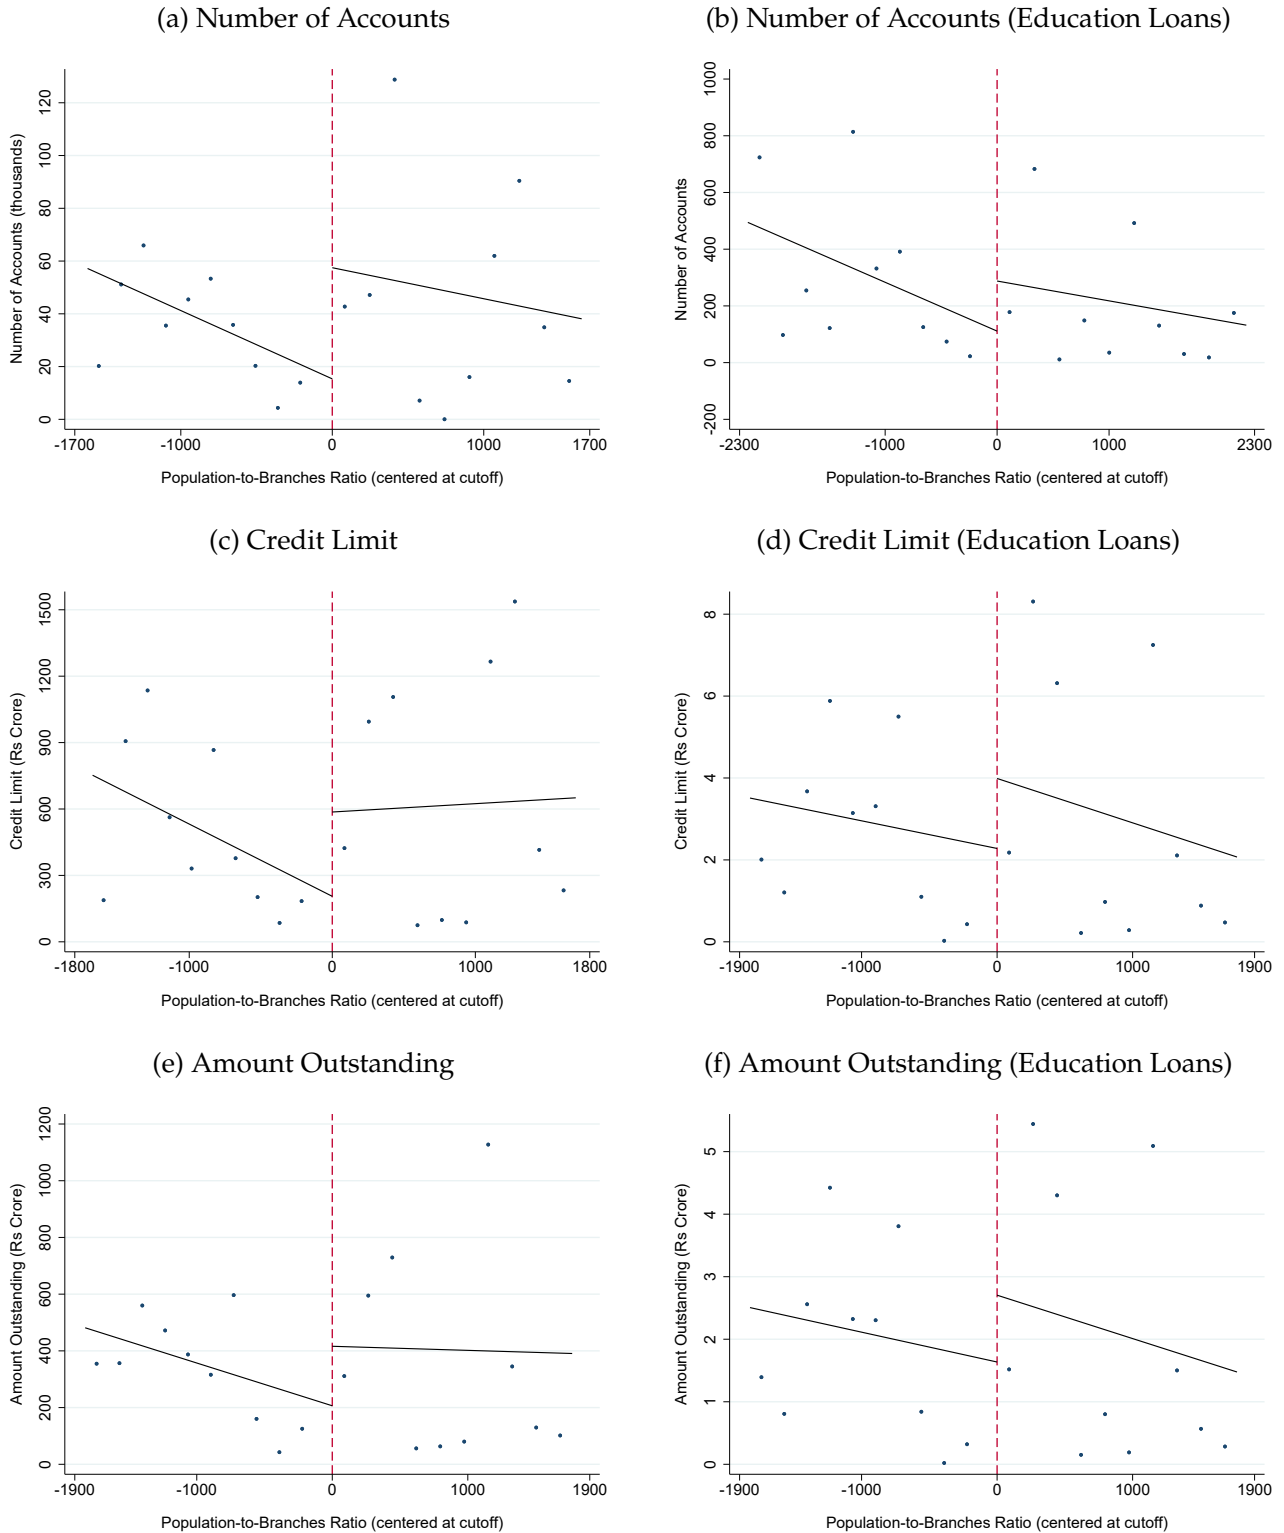 (a) Number of Accounts
Number of Accounts (thousands)
120
100
80
60
40
20
0
-1700 -1000 0 1000 1700
Population-to-Branches Ratio (centered at cutoff)
(b) Number of Accounts (Education Loans)
Number of Accounts
1000
800
600
400
200
0
-200
-2300 -1000 0 1000 2300
Population-to-Branches Ratio (centered at cutoff)
(c) Credit Limit
Credit Limit (Rs Crore)
1500
1200
900
600
300
0
-1800 -1000 0 1000 1800
Population-to-Branches Ratio (centered at cutoff)
(d) Credit Limit (Education Loans)
Credit Limit (Rs Crore)
8
6
4
2
0
-1900 -1000 0 1000 1900
Population-to-Branches Ratio (centered at cutoff)
(e) Amount Outstanding
Amount Outstanding (Rs Crore)
1200
1000
800
600
400
200
0
-1900 -1000 0 1000 1900
Population-to-Branches Ratio (centered at cutoff)
(f) Amount Outstanding (Education Loans)
Amount Outstanding (Rs Crore)
5
4
3
2
1
0
-1900 -1000 0 1000 1900
Population-to-Branches Ratio (centered at cutoff)